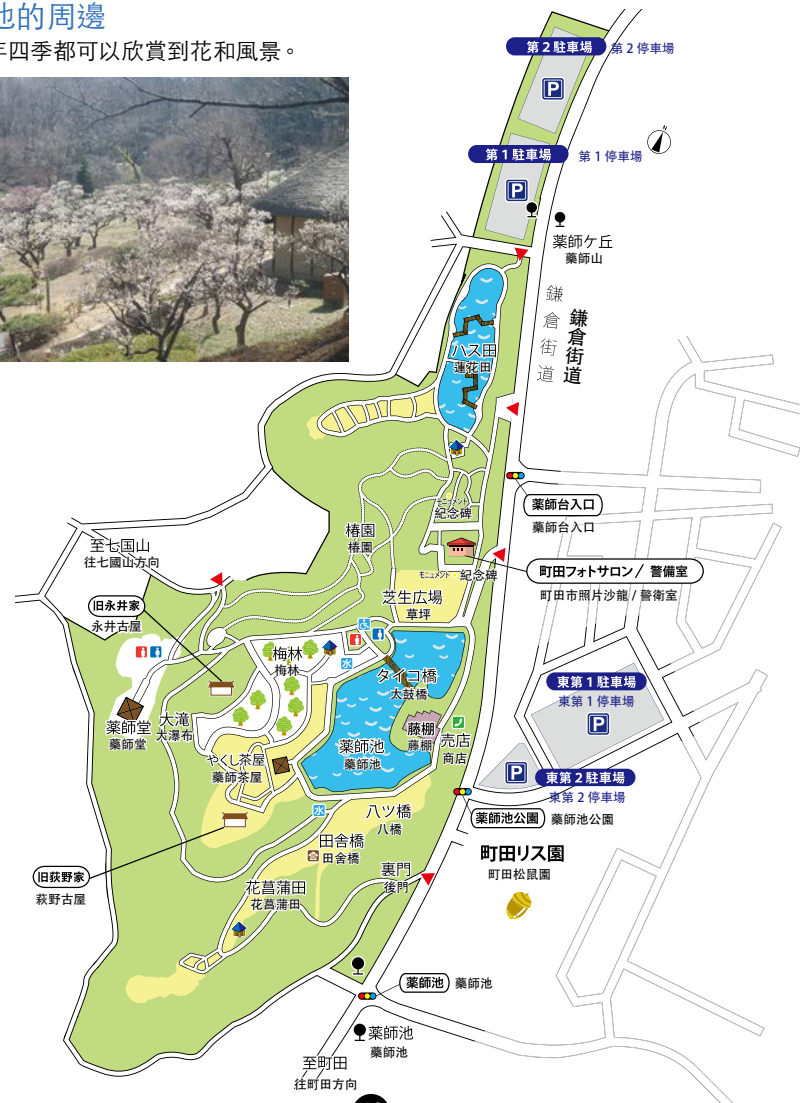 池的周邊
年四季都可以欣賞到花和風景。
第2駐車場 第2停車場
P
第1駐車場 第1停車場
P
薬師ケ丘
藥師山
鎌倉街道
鎌倉街道
ハス田
蓮花田
モニュメント
紀念碑
薬師台入口
藥師台入口
椿園
椿園
至七国山
往七國山方向
町田フォトサロン/ 警備室
町田市照片沙龍/警衛室
モニュメント 紀念碑
芝生広場
草坪
旧永井家
永井古屋
梅林
梅林
水
タイコ橋
太鼓橋
東第1駐車場
東第1停車場
P
薬師堂
藥師堂
大滝
大瀑布
藤棚
藤棚
売店
商店
薬師池
藥師池
やくし茶屋
藥師茶屋
P
東第2駐車場
東第2停車場
水
八ツ橋
八橋
薬師池公園 藥師池公園
田舎橋
田舍橋
町田リス園
町田松鼠園
裏門
後門
旧荻野家
萩野古屋
花菖蒲田
花菖蒲田
薬師池 藥師池
薬師池
藥師池
至町田
往町田方向